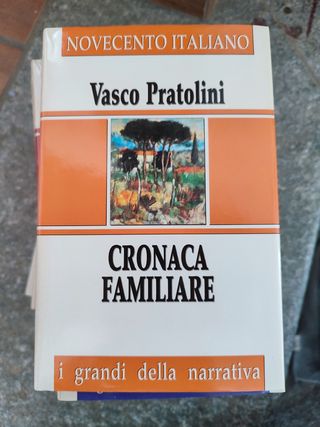 NOVECENTO ITALIANO
Vasco Pratolini
CRONACA
FAMILIARE
i grandi della narrativa